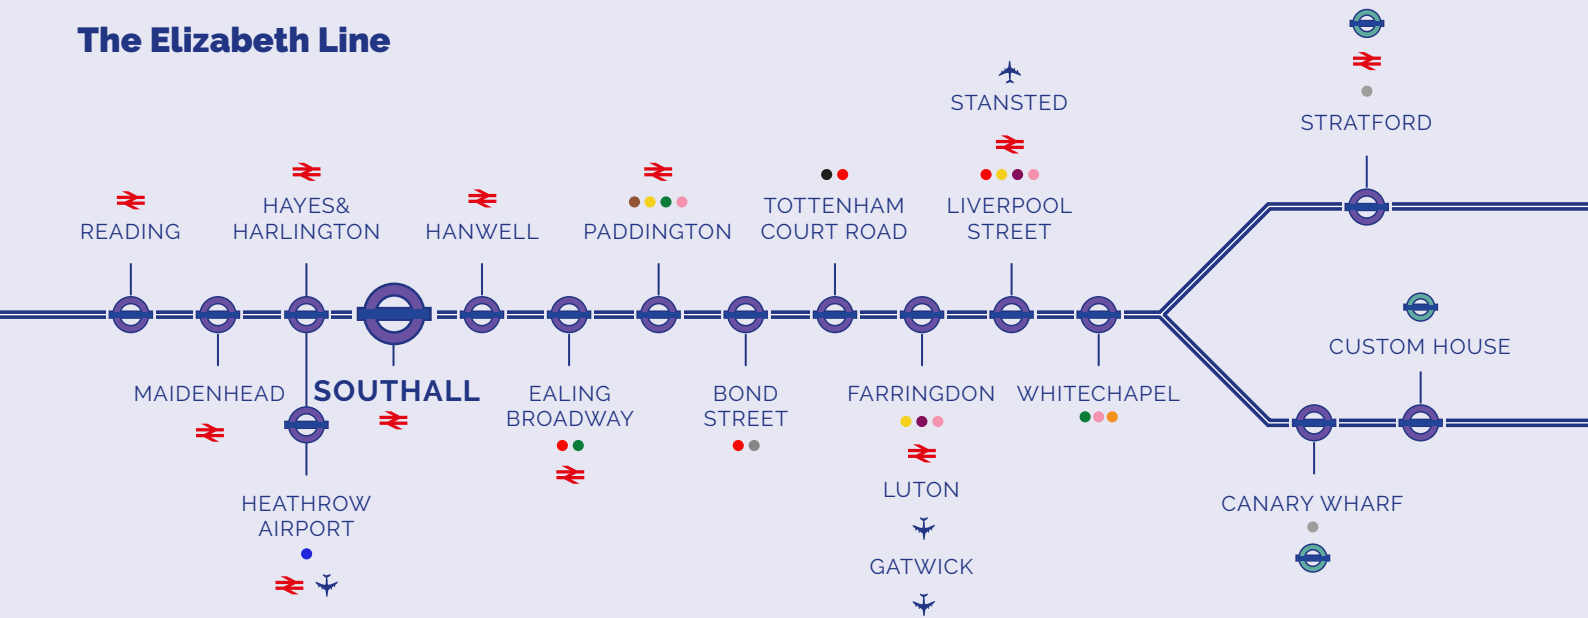 The Elizabeth Line
STANSTED
STRATFORD
READING
HAYES&
HARLINGTON
HANWELL
PADDINGTON
TOTTENHAM
COURT ROAD
LIVERPOOL
STREET
CUSTOM HOUSE
MAIDENHEAD
SOUTHALL
EALING
BROADWAY
BOND
STREET
FARRINGDON
WHITECHAPEL
LUTON
HEATHROW
AIRPORT
CANARY WHARF
GATWICK